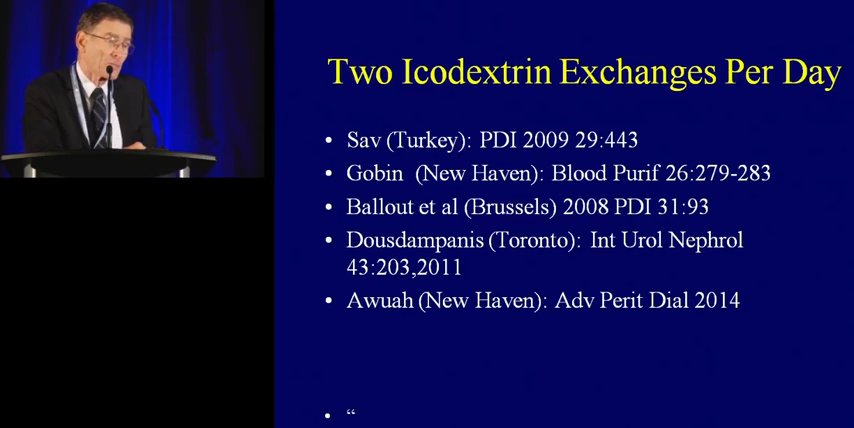 Two Icodextrin Exchanges Per Day
• Sav (Turkey): PDI 2009 29:443
• Gobin (New Haven): Blood Purif 26:279-283
• Ballout et al (Brussels) 2008 PDI 31:93
• Dousdampanis (Toronto): Int Urol Nephrol
43:203,2011
• Awuah (New Haven): Adv Perit Dial 2014
• “